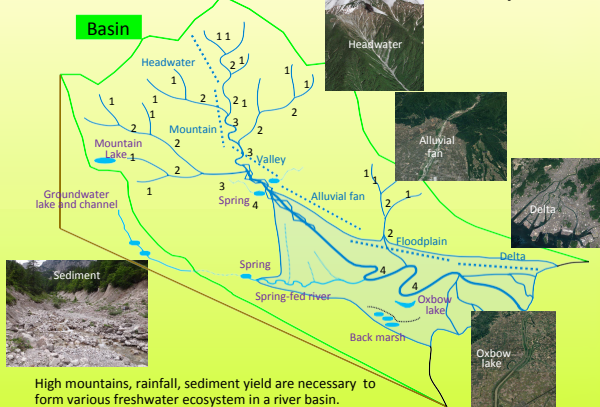 Basin
Headwater
Headwater
1 1
2 1
1
1
2
1
2 1
2
1
1
1
2
3
2
Mountain
Alluvial
fan
Mountain
Lake
1
2
3
Valley
1
3
1
1
Groundwater
lake and channel
Spring
4
2
1
Alluvial fan
Delta
2
Floodplain
Sediment
Spring
4
4
Delta
Spring-fed river
Oxbow
lake
Back marsh
Oxbow
lake
High mountains, rainfall, sediment yield are necessary to
form various freshwater ecosystem in a river basin.